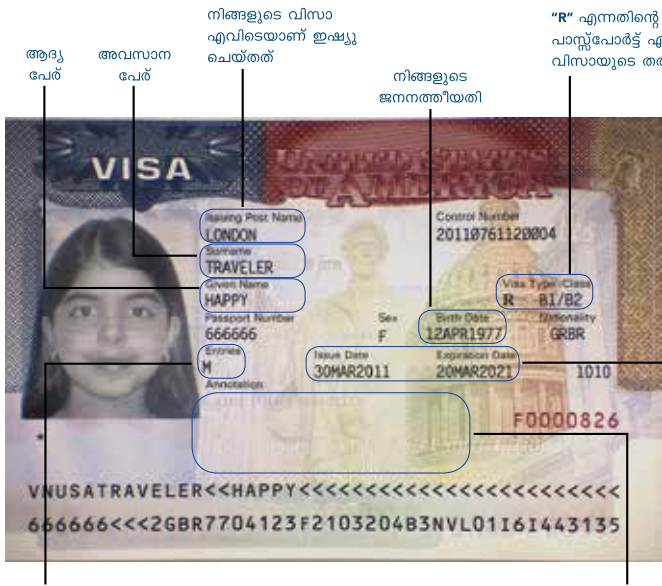 നിങ്ങളുടെ വിസാ
എവിടെയാണ് ഇഷ്യു
ചെയ്തത്
ആദ്യ
പേര്
അവസാന
പേര്
നിങ്ങളുടെ
ജനനത്തീയതി
“R” എന്നതിന്റെ
പാസ്സ്പോർട്ട്
വിസായുടെ
VISA
UNITED STATES
OF AMERICA
Issuing Post Name
LONDON
Control Number
20110761120004
Surname
TRAVELER
Given Name
HAPPY
Visa Type /Class
R B1/B2
Passport Number
666666
Sex
F
Birth Date
12APR1977
Nationality
GRBR
Entries
M
Issue Date
30MAR2011
Expiration Date
20MAR2021
1010
Annotation
F0000826
VNUSATRAVELER<<HAPPY<<<<<<<<<<<<<<<<<<<<<<<<
666666<<<2GBR7704123F2103204B3NVL01I6I443135